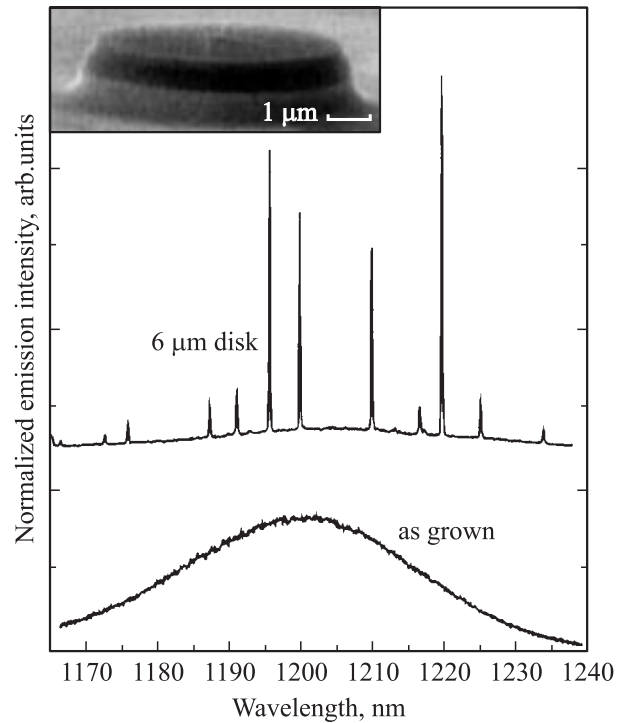 1 μm
Normalized emission intensity, arb.units
6 μm disk
as grown
1170 1180 1190 1200 1210 1220 1230 1240
Wavelength, nm